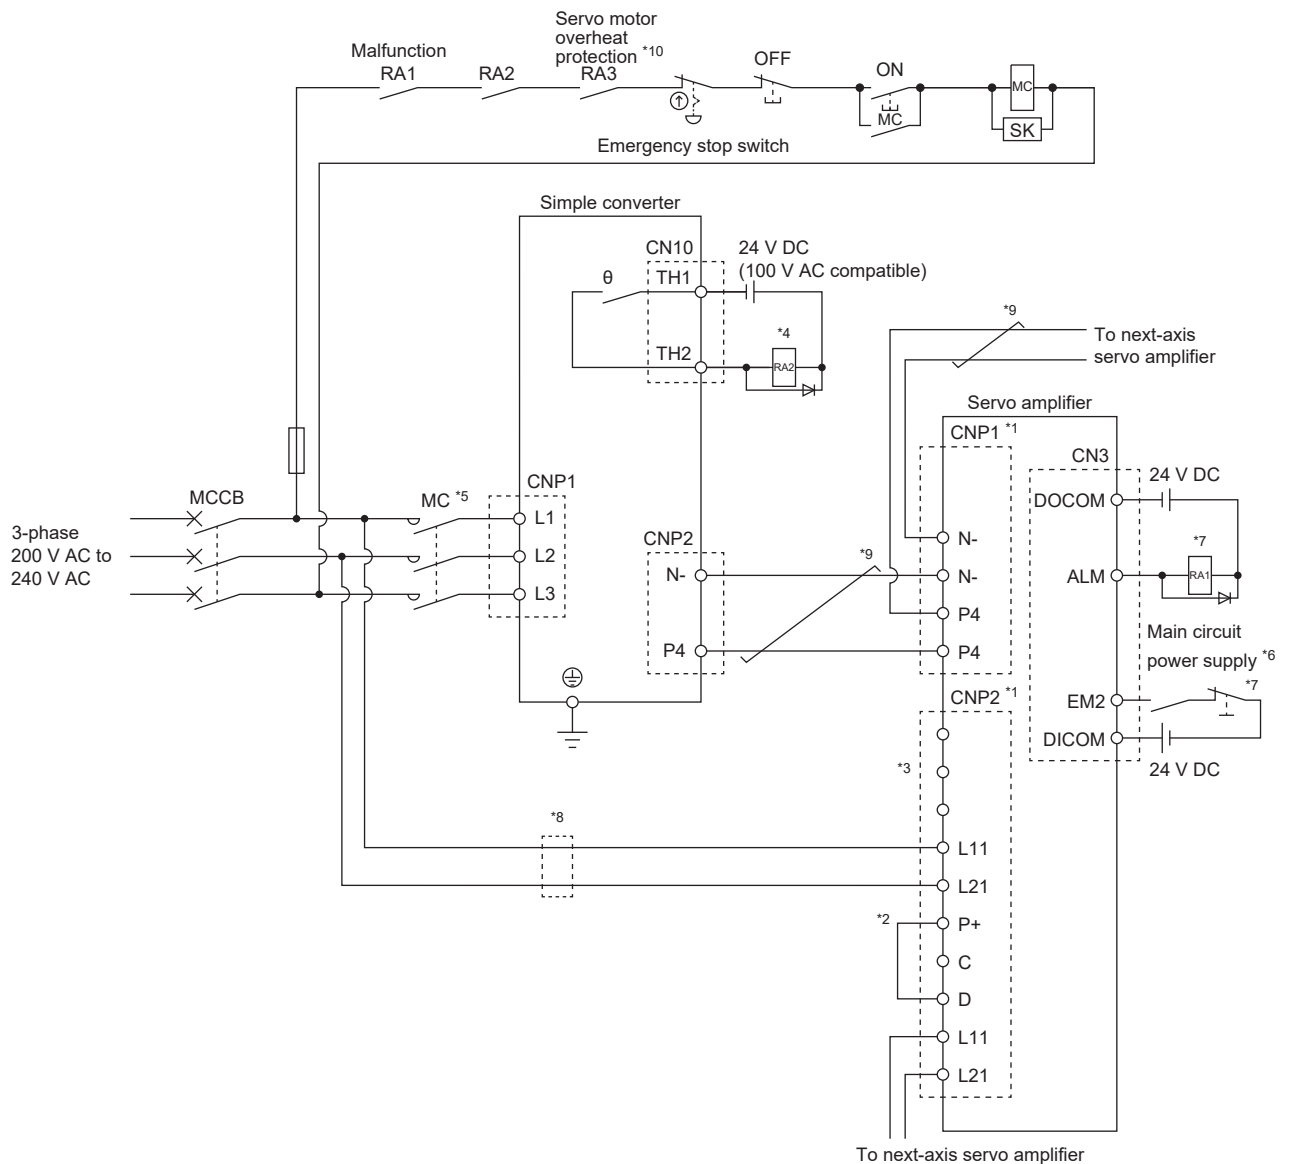 Servo motor
overheat
protection *10
Malfunction
RA1
RA2
RA3
OFF
ON
MC
MC
SK
Emergency stop switch
Simple converter
CN10
24 V DC
(100 V AC compatible)
θ
TH1
*4
TH2
RA2
*9
To next-axis
servo amplifier
Servo amplifier
CNP1 *1
CN3
24 V DC
DOCOM
MCCB
MC *5
CNP1
3-phase
200 V AC to
240 V AC
L1
L2
L3
CNP2
N-
P4
*9
N-
N-
P4
P4
*7
ALM
RA1
Main circuit
power supply *6
*7
EM2
DICOM
24 V DC
CNP2 *1
*3
*8
L11
L21
*2
P+
C
D
L11
L21
To next-axis servo amplifier